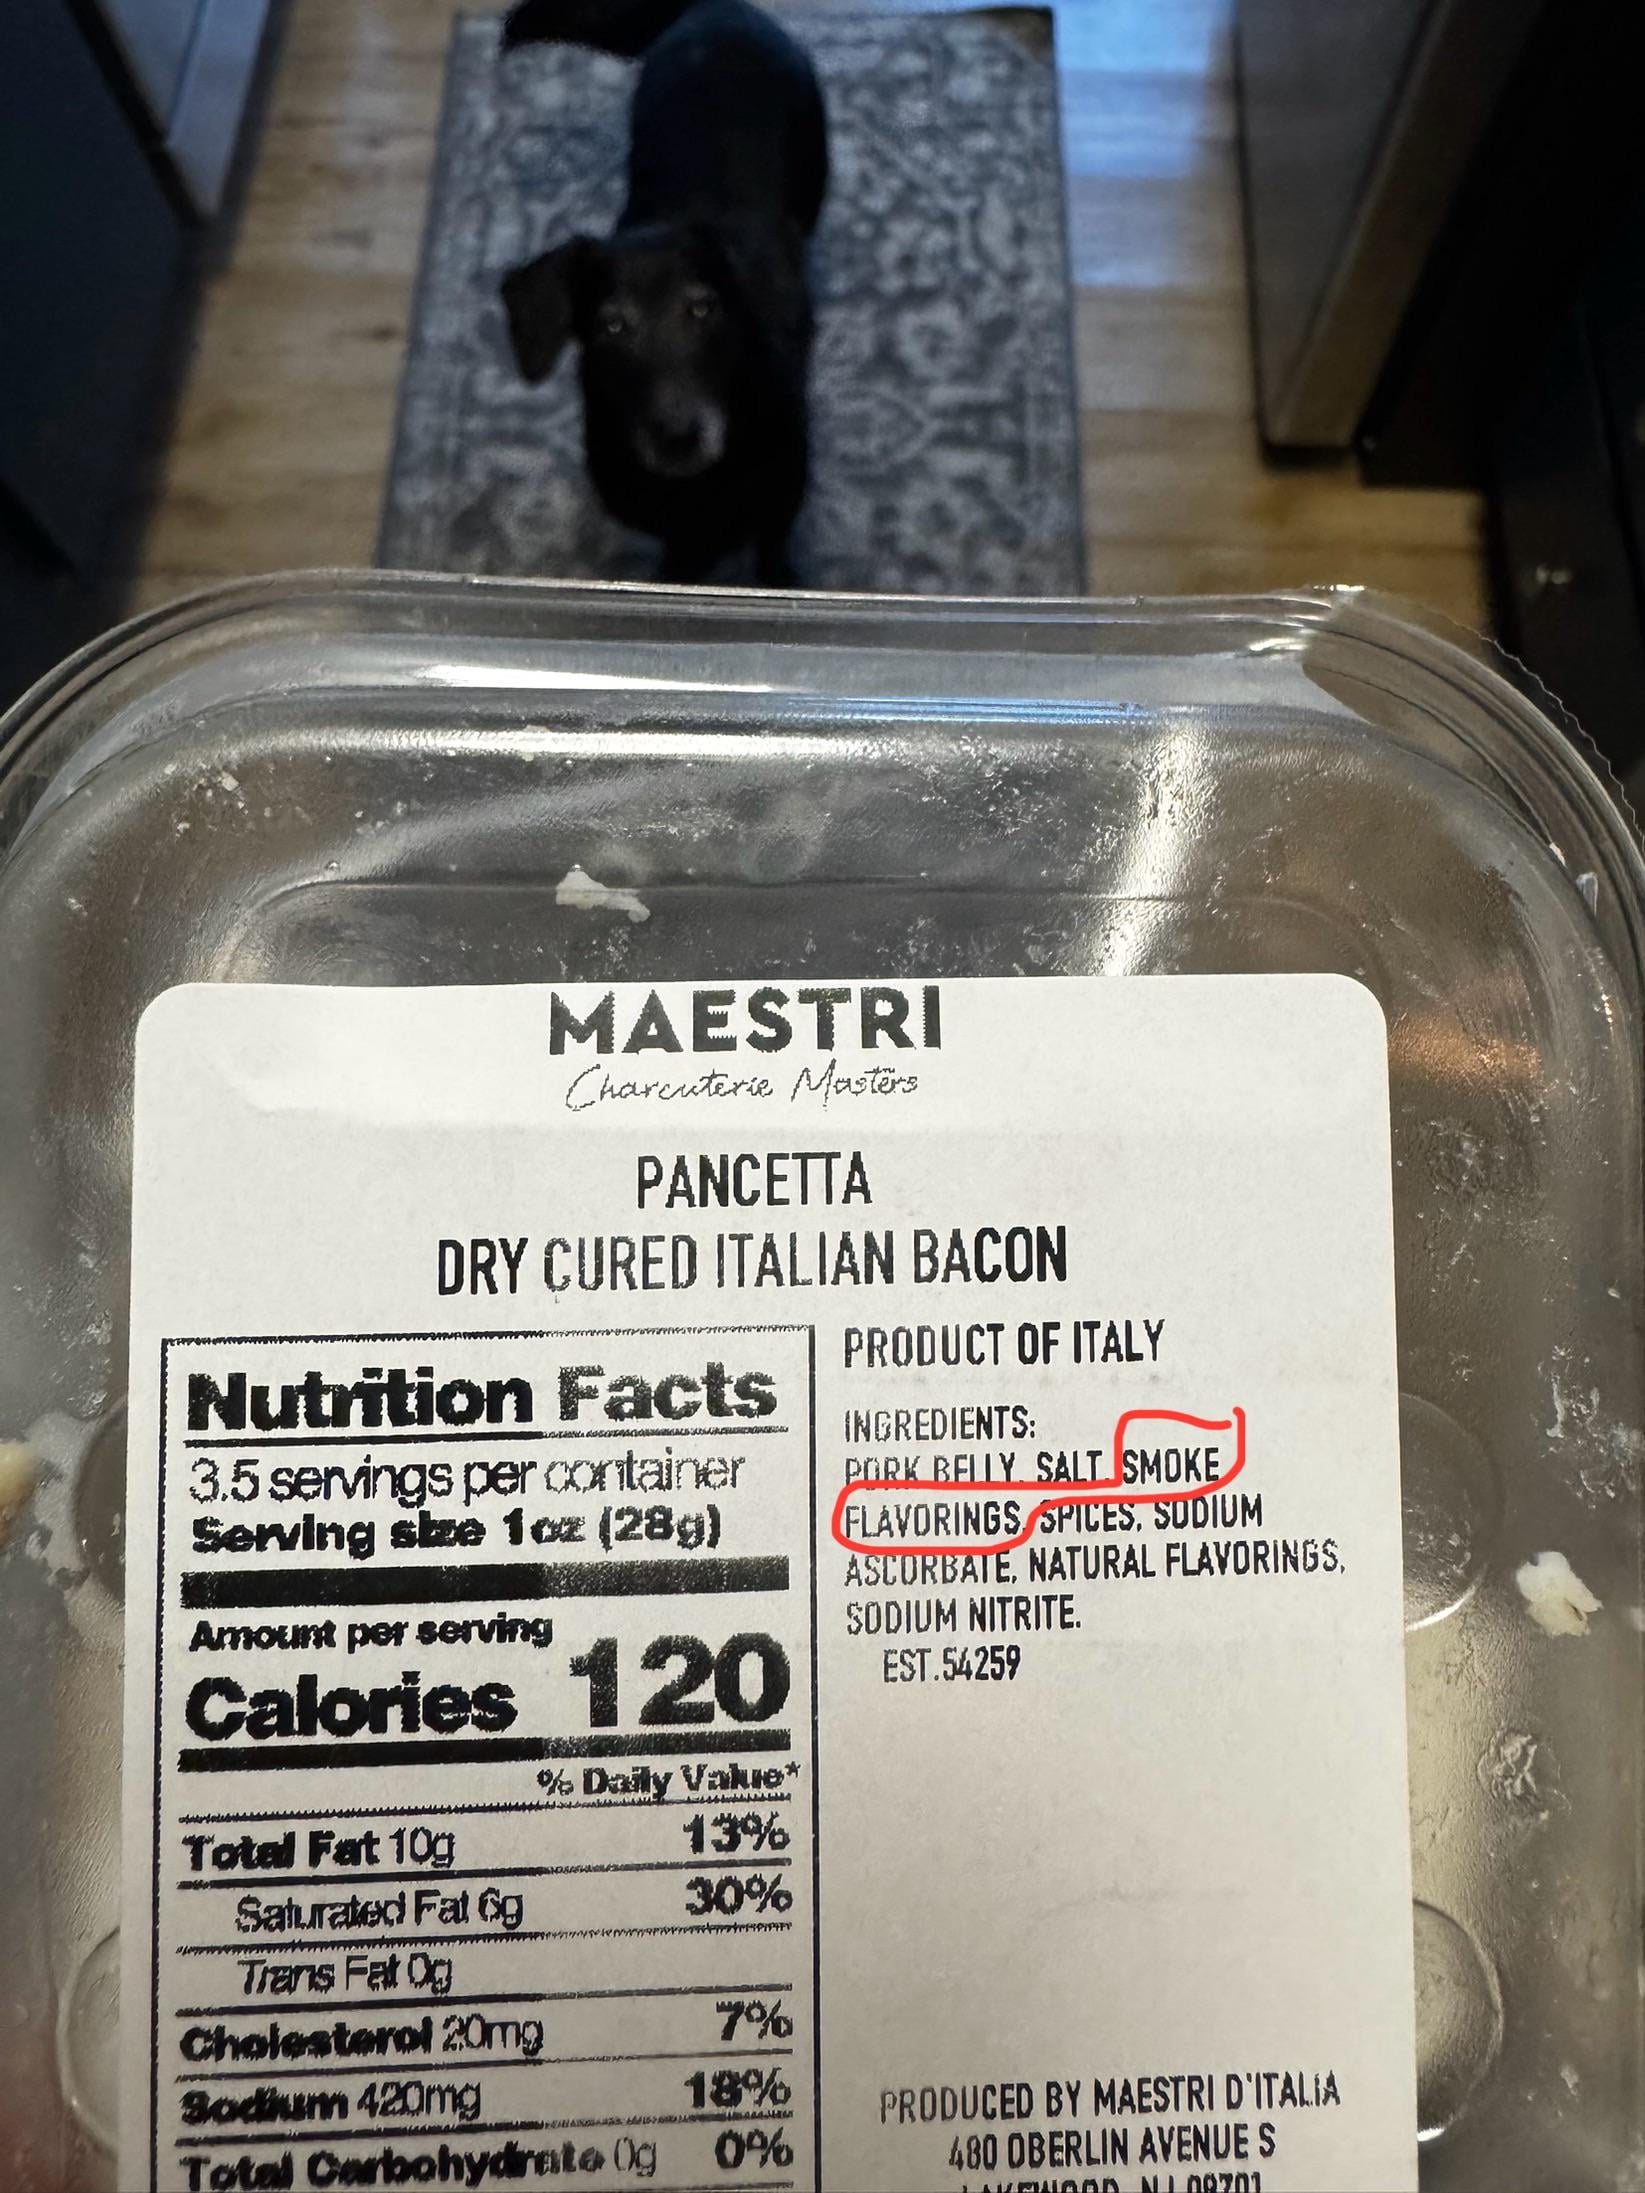 MAESTRI
Charcuterie Masters
PANCETTA
DRY CURED ITALIAN BACON
Nutrition Facts
3.5 servings per container
Serving size 1oz (28g)
Amount per serving
Calories 120
% Daily Value*
Total Fat 10g 13%
Saturated Fat 6g 30%
Trans Fat 0g
Cholesterol 20mg 7%
Sodium 420mg 18%
Total Carbohydrate 0g 0%
PRODUCT OF ITALY
INGREDIENTS:
PORK BELLY, SALT, SMOKE
FLAVORINGS, SPICES, SODIUM
ASCORBATE, NATURAL FLAVORINGS,
SODIUM NITRITE.
EST.54259
PRODUCED BY MAESTRI D'ITALIA
480 OBERLIN AVENUE S
LAKEWOOD, NJ 08701